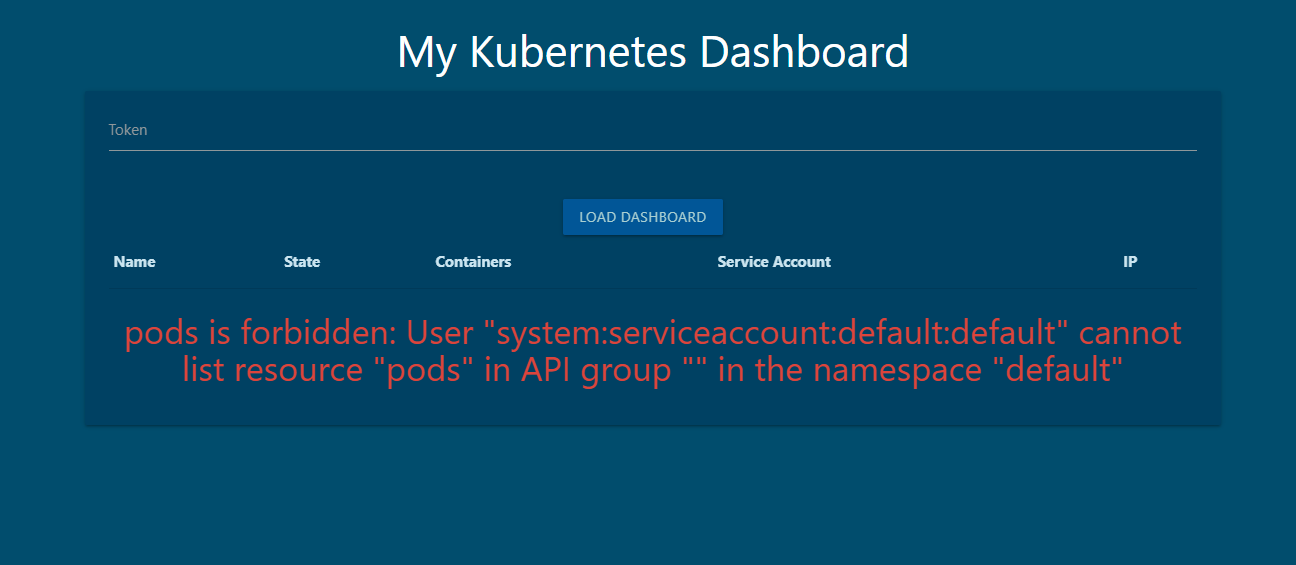 My Kubernetes Dashboard
Token
LOAD DASHBOARD
Name State Containers Service Account IP
pods is forbidden: User "system:serviceaccount:default:default" cannot
list resource "pods" in API group "" in the namespace "default"